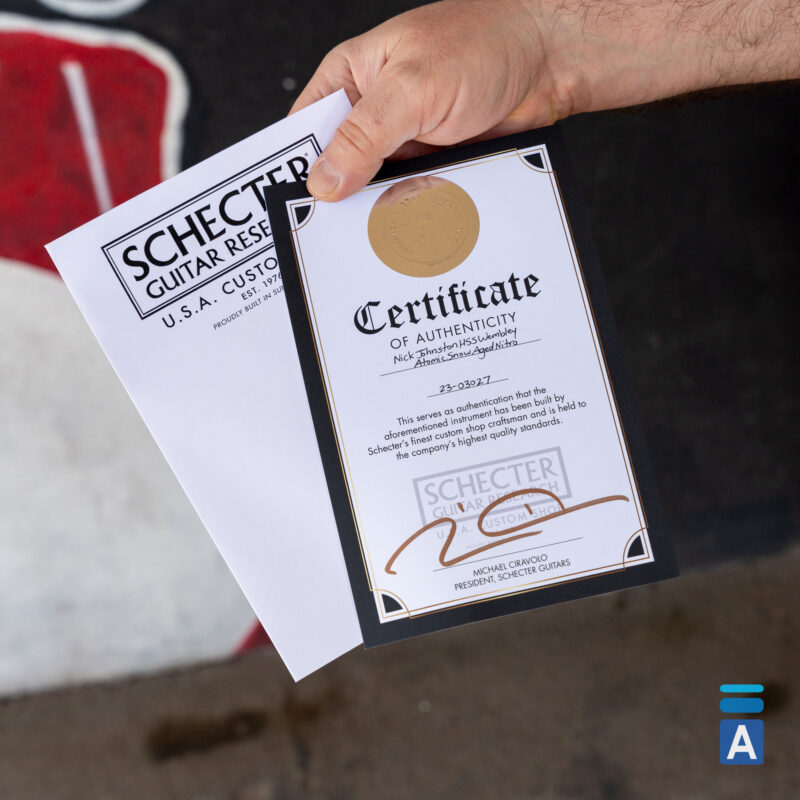 SCHECTER
GUITAR RESEAR
U.S.A. CUSTO
EST. 1976
PROUDLY BUILT IN SU
Certificate
OF AUTHENTICITY
Nick Johnston HSS Wembley
Atomic Snow Aged Nitro
23-03027
This serves as authentication that the
aforementioned instrument has been built by
Schecter's finest custom shop craftsman and is held to
the company's highest quality standards.
SCHECTER
GUITAR RESEARCH
U.S.A. CUSTOM SHOP
MICHAEL CIRAVOLO
PRESIDENT, SCHECTER GUITARS
A